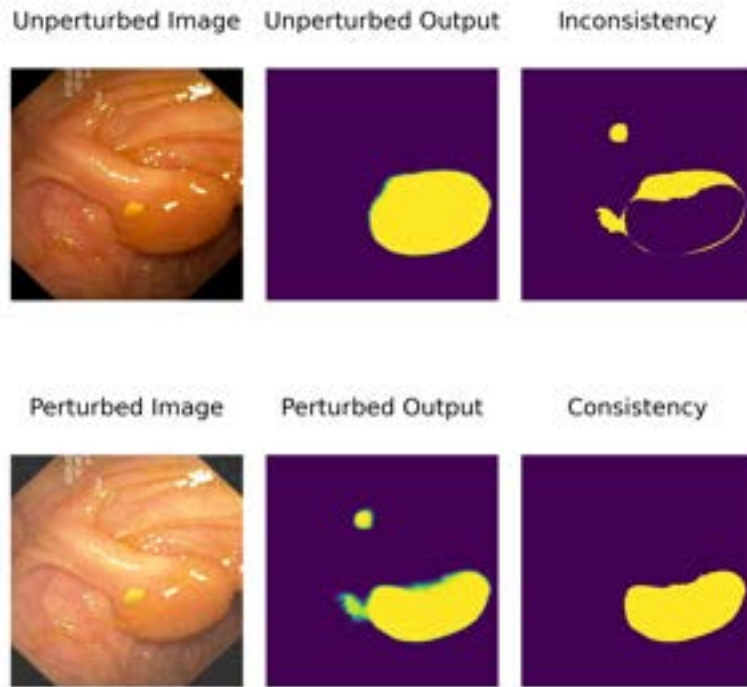 Unperturbed Image
Unperturbed Output
Inconsistency
Perturbed Image
Perturbed Output
Consistency